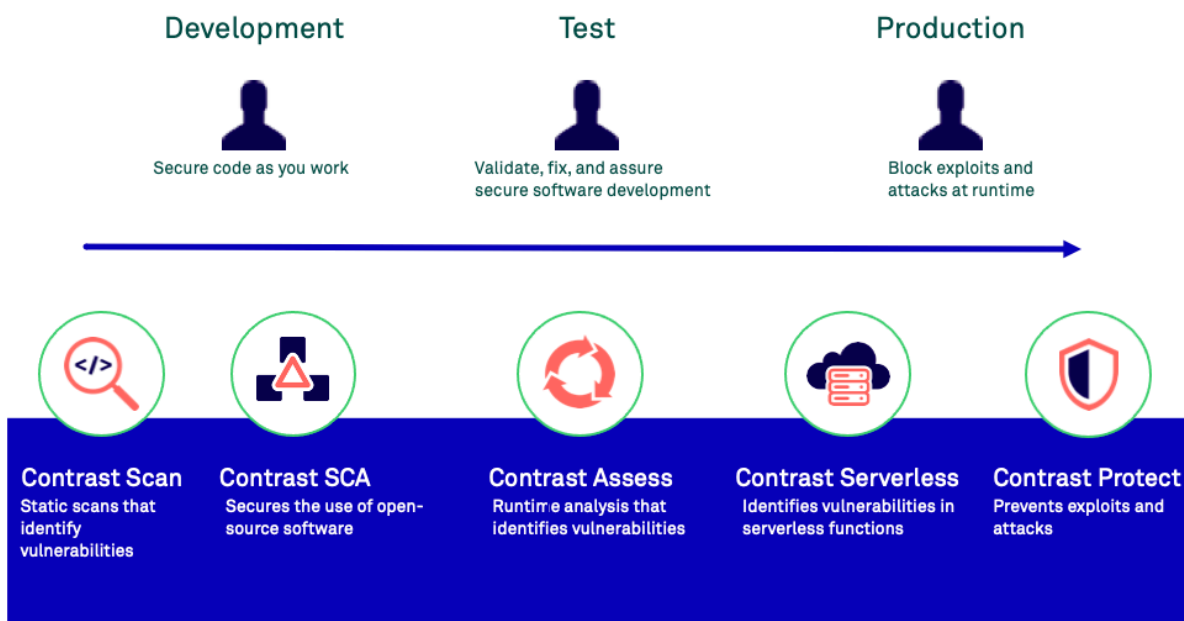 Development
Test
Production
Secure code as you work
Validate, fix, and assure
secure software development
Block exploits and
attacks at runtime
</>
Contrast Scan
Static scans that
identify
vulnerabilities
Contrast SCA
Secures the use of open-
source software
Contrast Assess
Runtime analysis that
identifies vulnerabilities
Contrast Serverless
Identifies vulnerabilities in
serverless functions
Contrast Protect
Prevents exploits and
attacks